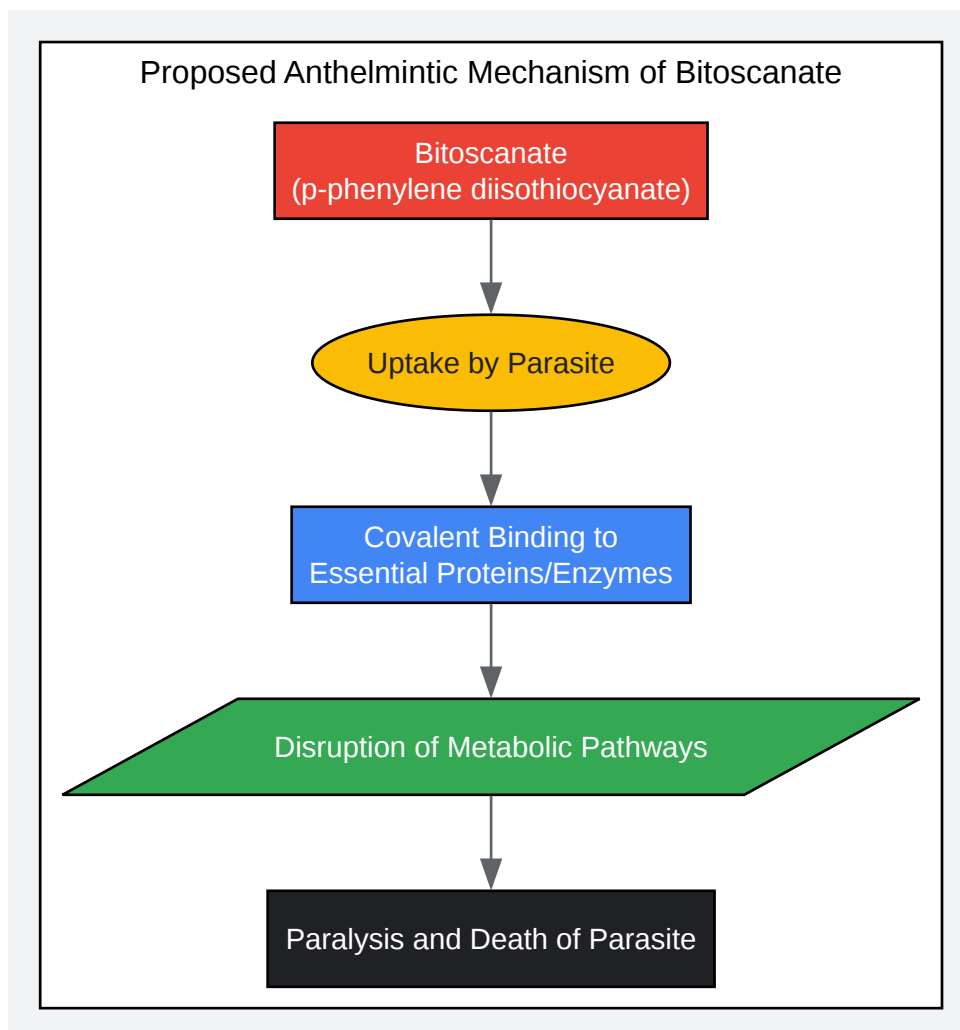 Proposed Anthelmintic Mechanism of Bitoscanate
Bitoscanate
(p-phenylene diisothiocyanate)
Uptake by Parasite
Covalent Binding to
Essential Proteins/Enzymes
Disruption of Metabolic Pathways
Paralysis and Death of Parasite